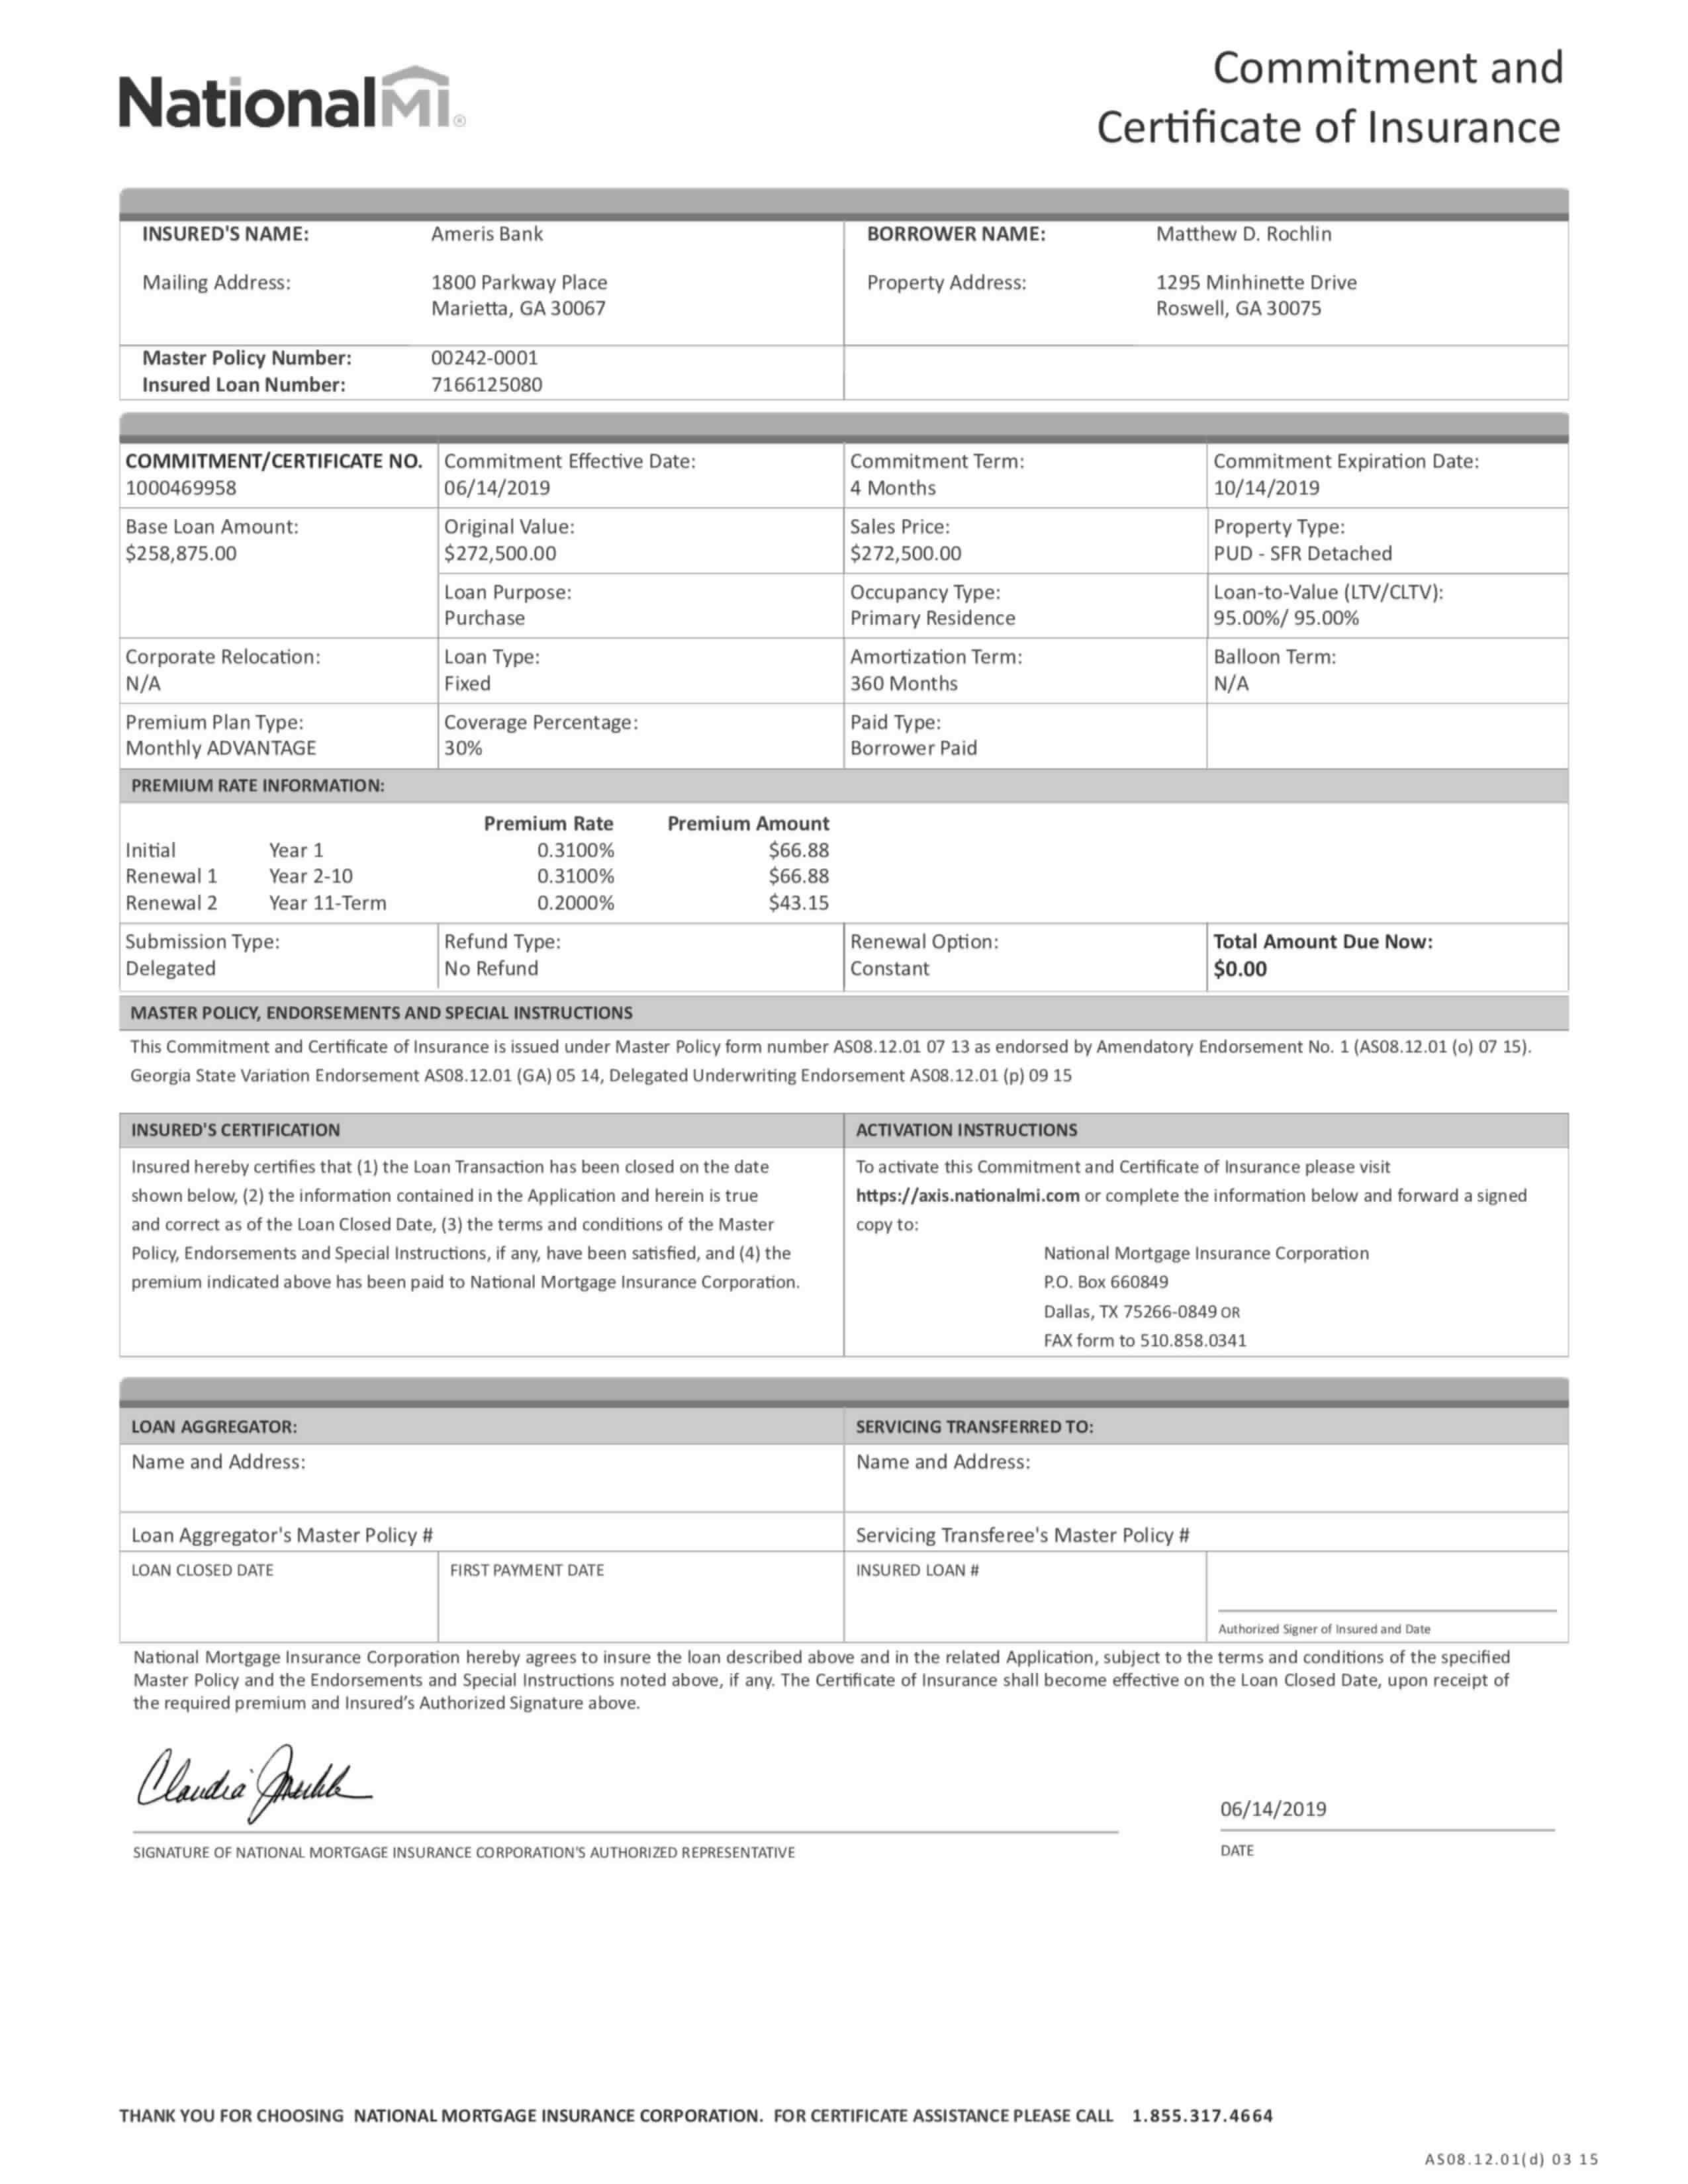 NationalMI®
Commitment and
Certificate of Insurance
INSURED'S NAME: Ameris Bank BORROWER NAME: Matthew D. Rochlin
Mailing Address: 1800 Parkway Place Property Address: 1295 Minhinette Drive
Marietta, GA 30067 Roswell, GA 30075
Master Policy Number: 00242-0001
Insured Loan Number: 7166125080
COMMITMENT/CERTIFICATE NO. Commitment Effective Date: Commitment Term: Commitment Expiration Date:
1000469958 06/14/2019 4 Months 10/14/2019
Base Loan Amount: Original Value: Sales Price: Property Type:
$258,875.00 $272,500.00 $272,500.00 PUD - SFR Detached
Loan Purpose: Occupancy Type: Loan-to-Value (LTV/CLTV):
Purchase Primary Residence 95.00%/ 95.00%
Corporate Relocation: Loan Type: Amortization Term: Balloon Term:
N/A Fixed 360 Months N/A
Premium Plan Type: Coverage Percentage: Paid Type:
Monthly ADVANTAGE 30% Borrower Paid
PREMIUM RATE INFORMATION:
Premium Rate Premium Amount
Initial Year 1 0.3100% $66.88
Renewal 1 Year 2-10 0.3100% $66.88
Renewal 2 Year 11-Term 0.2000% $43.15
Submission Type: Refund Type: Renewal Option: Total Amount Due Now:
Delegated No Refund Constant $0.00
MASTER POLICY, ENDORSEMENTS AND SPECIAL INSTRUCTIONS
This Commitment and Certificate of Insurance is issued under Master Policy form number AS08.12.01 07 13 as endorsed by Amendatory Endorsement No. 1 (AS08.12.01 (o) 07 15).
Georgia State Variation Endorsement AS08.12.01 (GA) 05 14, Delegated Underwriting Endorsement AS08.12.01 (p) 09 15
INSURED'S CERTIFICATION
Insured hereby certifies that (1) the Loan Transaction has been closed on the date
shown below, (2) the information contained in the Application and herein is true
and correct as of the Loan Closed Date, (3) the terms and conditions of the Master
Policy, Endorsements and Special Instructions, if any, have been satisfied, and (4) the
premium indicated above has been paid to National Mortgage Insurance Corporation.
ACTIVATION INSTRUCTIONS
To activate this Commitment and Certificate of Insurance please visit
https://axis.nationalmi.com or complete the information below and forward a signed
copy to:
National Mortgage Insurance Corporation
P.O. Box 660849
Dallas, TX 75266-0849 OR
FAX form to 510.858.0341
LOAN AGGREGATOR: SERVICING TRANSFERRED TO:
Name and Address: Name and Address:
Loan Aggregator's Master Policy # Servicing Transferee's Master Policy #
LOAN CLOSED DATE FIRST PAYMENT DATE INSURED LOAN #
Authorized Signer of Insured and Date
National Mortgage Insurance Corporation hereby agrees to insure the loan described above and in the related Application, subject to the terms and conditions of the specified
Master Policy and the Endorsements and Special Instructions noted above, if any. The Certificate of Insurance shall become effective on the Loan Closed Date, upon receipt of
the required premium and Insured's Authorized Signature above.
Claudia
06/14/2019
SIGNATURE OF NATIONAL MORTGAGE INSURANCE CORPORATION'S AUTHORIZED REPRESENTATIVE DATE
THANK YOU FOR CHOOSING NATIONAL MORTGAGE INSURANCE CORPORATION. FOR CERTIFICATE ASSISTANCE PLEASE CALL 1.855.317.4664
AS08.12.01(d) 03 15